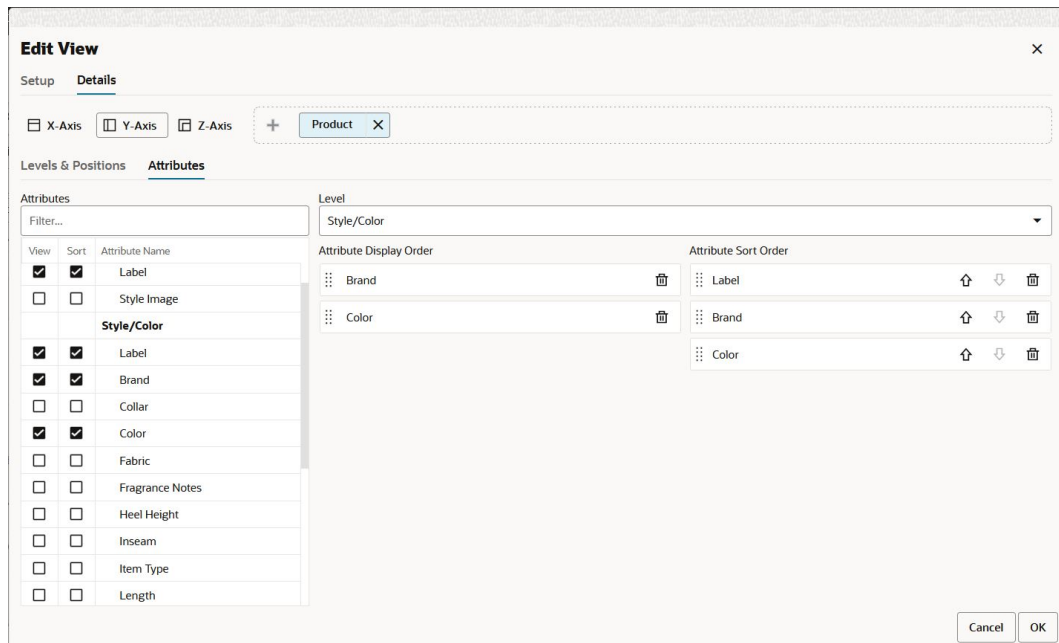 Edit View
Setup Details
X-Axis Y-Axis Z-Axis Product
Levels & Positions Attributes
Attributes Level
Filter... Style/Color
View Sort Attribute Name Attribute Display Order Attribute Sort Order
Label Brand Label
Style Image Color Brand
Style/Color
Label Color
Brand
Collar
Color
Fabric
Fragrance Notes
Heel Height
Inseam
Item Type
Length
Cancel OK